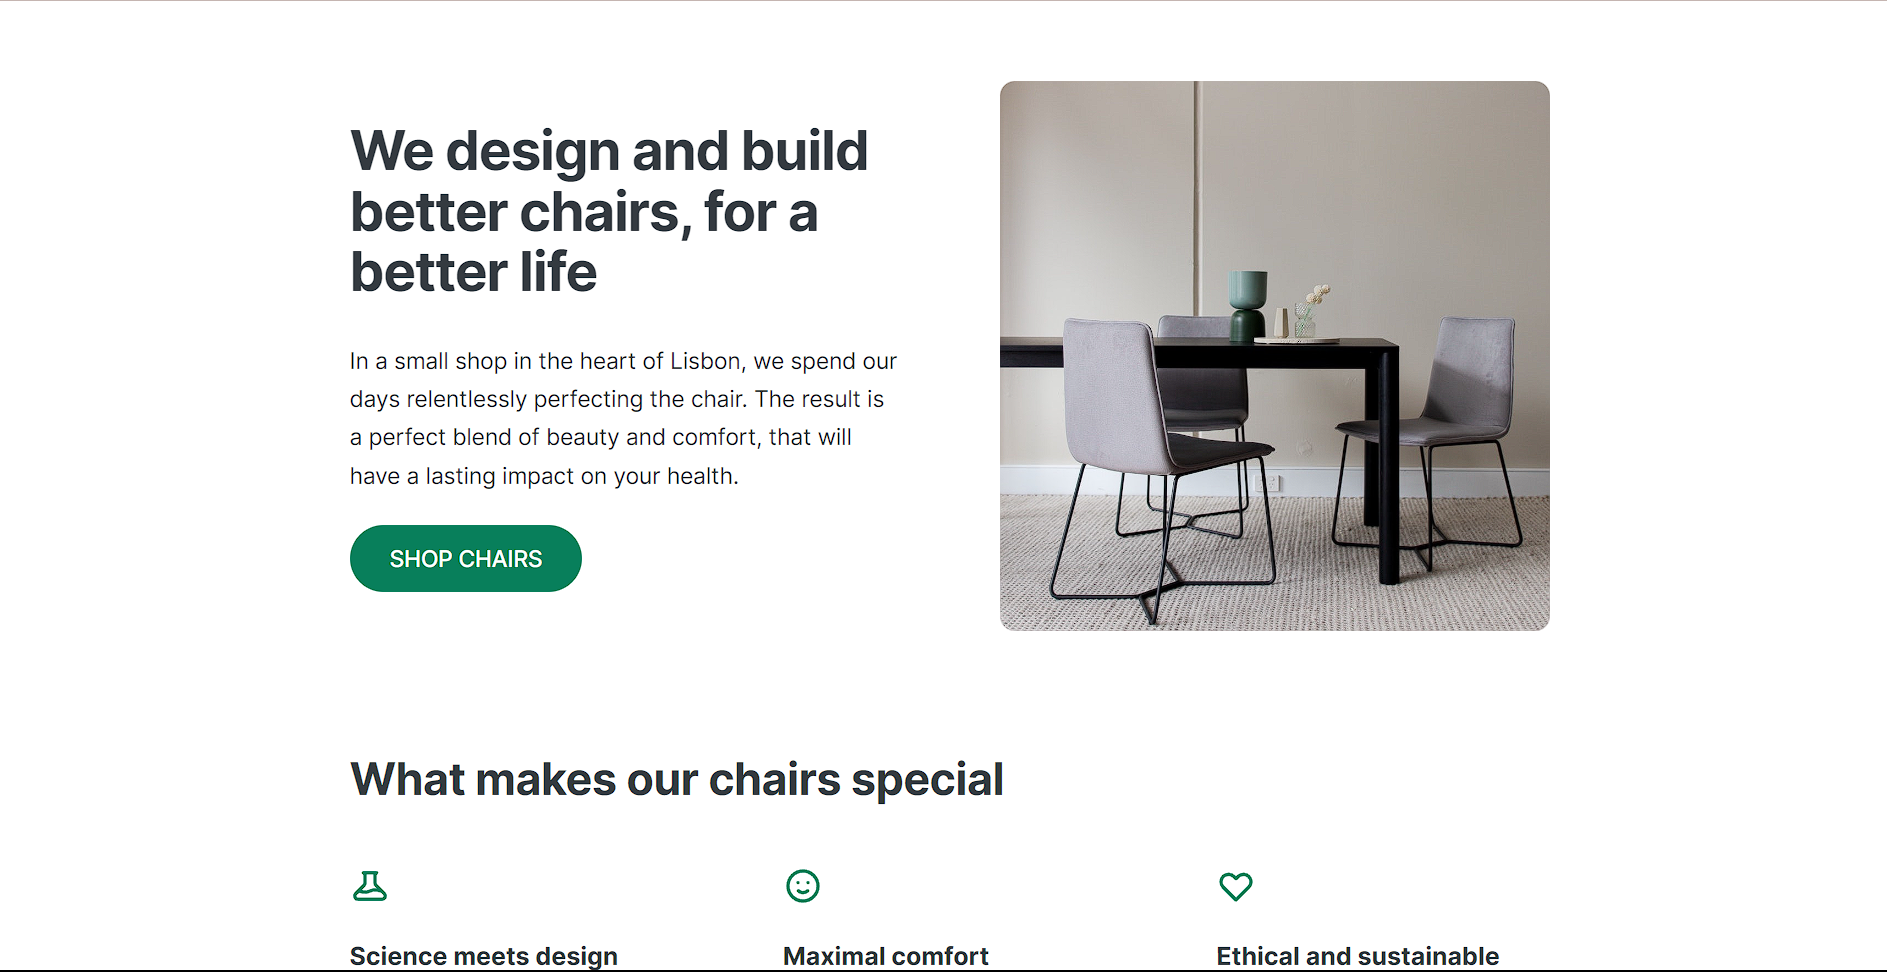 We design and build
better chairs, for a
better life
In a small shop in the heart of Lisbon, we spend our
days relentlessly perfecting the chair. The result is
a perfect blend of beauty and comfort, that will
have a lasting impact on your health.
SHOP CHAIRS
What makes our chairs special
Science meets design
Maximal comfort
Ethical and sustainable